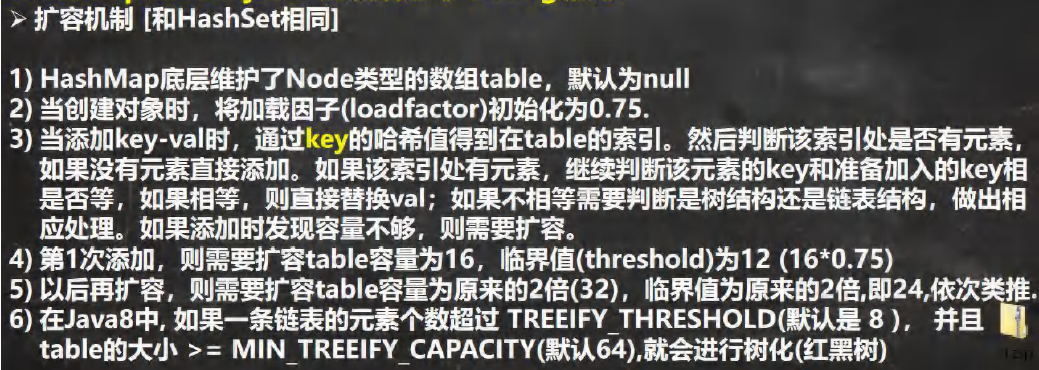 ➢ 扩容机制 [和HashSet相同]
1) HashMap底层维护了Node类型的数组table，默认为null
2) 当创建对象时，将加载因子(loadfactor)初始化为0.75.
3) 当添加key-val时，通过key的哈希值得到在table的索引。然后判断该索引处是否有元素，
如果没有元素直接添加。如果该索引处有元素，继续判断该元素的key和准备加入的key相
是否等，如果相等，则直接替换val；如果不相等需要判断是树结构还是链表结构，做出相
应处理。如果添加时发现容量不够，则需要扩容。
4) 第1次添加，则需要扩容table容量为16，临界值(threshold)为12 (16*0.75)
5) 以后再扩容，则需要扩容table容量为原来的2倍(32)，临界值为原来的2倍,即24,依次类推.
6) 在Java8中, 如果一条链表的元素个数超过 TREEIFY_THRESHOLD(默认是 8 )， 并且
table的大小 >= MIN_TREEIFY_CAPACITY(默认64),就会进行树化(红黑树)